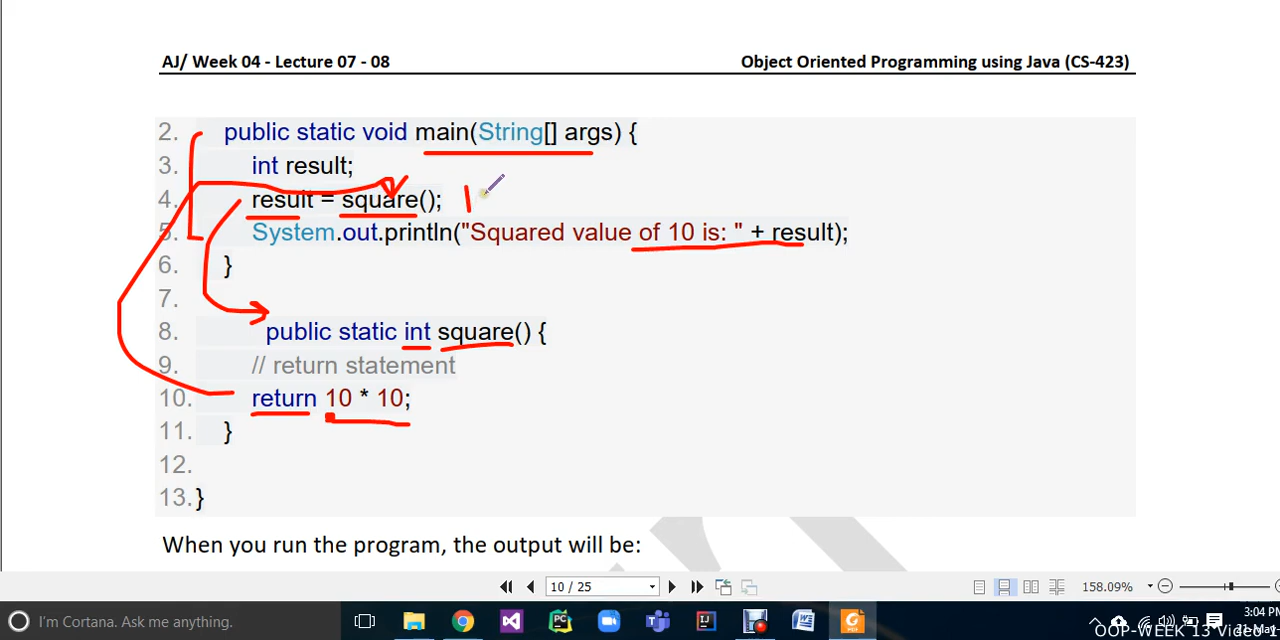 AJ/ Week 04 - Lecture 07 - 08 Object Oriented Programming using Java (CS-423)
2. public static void main(String[] args) {
3. int result;
4. result = square();
5. System.out.println("Squared value of 10 is: " + result);
6. }
7.
8. public static int square() {
9. // return statement
10. return 10 * 10;
11. }
12.
13. }
When you run the program, the output will be:
10 / 25 158.09%
I'm Cortana. Ask me anything. 3:04 PM
OOP-WEEK 13 Video